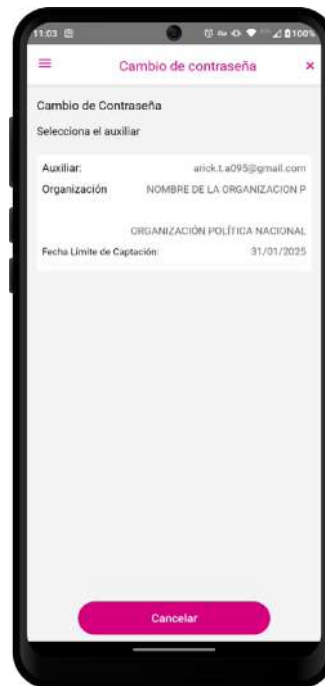 11:03
100%
Cambio de contraseña ×
Cambio de Contraseña
Selecciona el auxiliar
Auxiliar: arick.t.a095@gmail.com
Organización NOMBRE DE LA ORGANIZACION P
ORGANIZACIÓN POLÍTICA NACIONAL
Fecha Límite de Captación: 31/01/2025
Cancelar